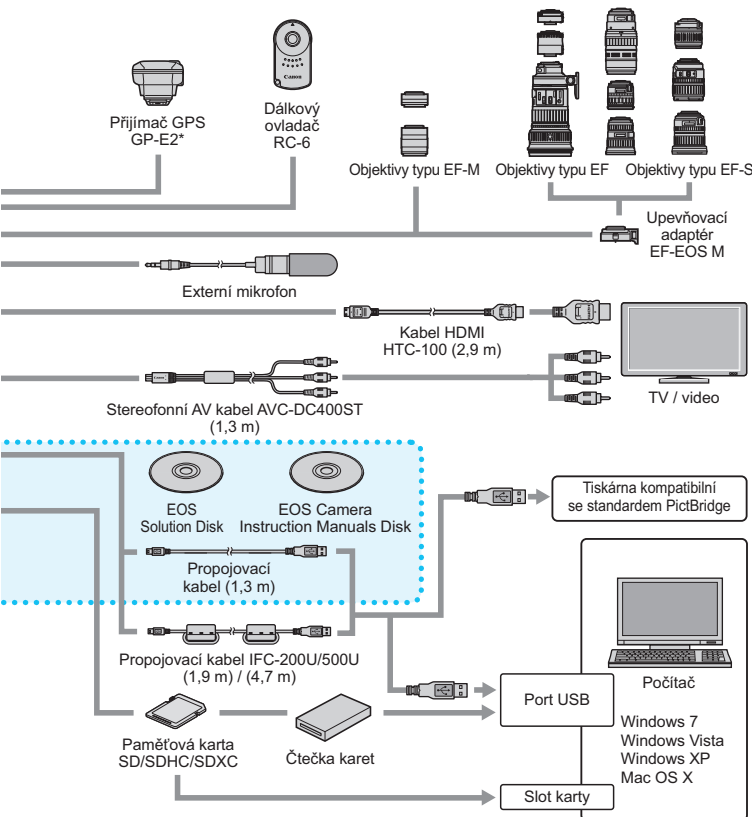 Canon
Přijímač GPS
GP-E2*
Dálkový
ovladač
RC-6
Objektivy typu EF-M
Objektivy typu EF
Objektivy typu EF-S
Upevňovací
adaptér
EF-EOS M
Externí mikrofon
Kabel HDMI
HTC-100 (2,9 m)
TV / video
Stereofonní AV kabel AVC-DC400ST
(1,3 m)
EOS
Solution Disk
EOS Camera
Instruction Manuals Disk
Tiskárna kompatibilní
se standardem PictBridge
Propojovací
kabel (1,3 m)
Propojovací kabel IFC-200U/500U
(1,9 m) / (4,7 m)
Počítač
Port USB
Windows 7
Windows Vista
Windows XP
Mac OS X
Paměťová karta
SD/SDHC/SDXC
Čtečka karet
Slot karty